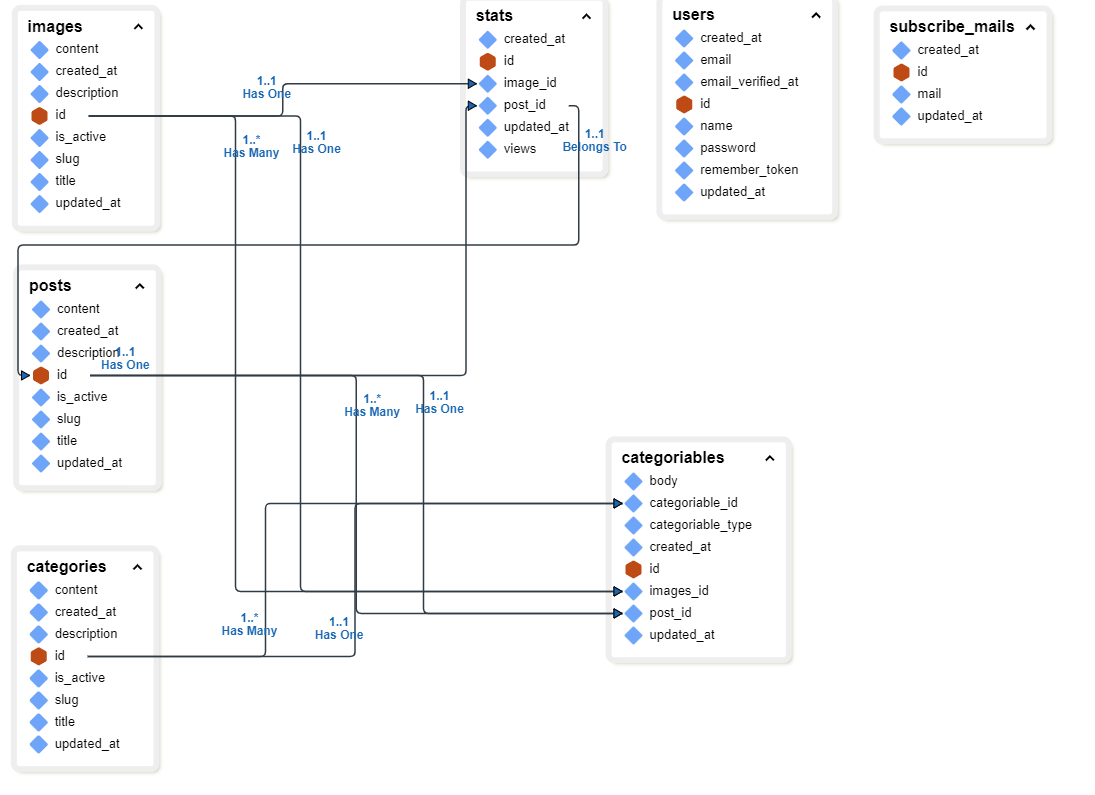 images
content
created_at
description
id
is_active
slug
title
updated_at
1..1
Has One
1..*
Has Many
1..1
Has One
stats
created_at
id
image_id
post_id
updated_at
views
1..1
Belongs To
users
created_at
email
email_verified_at
id
name
password
remember_token
updated_at
subscribe_mails
created_at
id
mail
updated_at
posts
content
created_at
description
id
is_active
slug
title
updated_at
1..1
Has One
1..*
Has Many
1..1
Has One
categoriables
body
categoriable_id
categoriable_type
created_at
id
images_id
post_id
updated_at
categories
content
created_at
description
id
is_active
slug
title
updated_at
1..*
Has Many
1..1
Has One